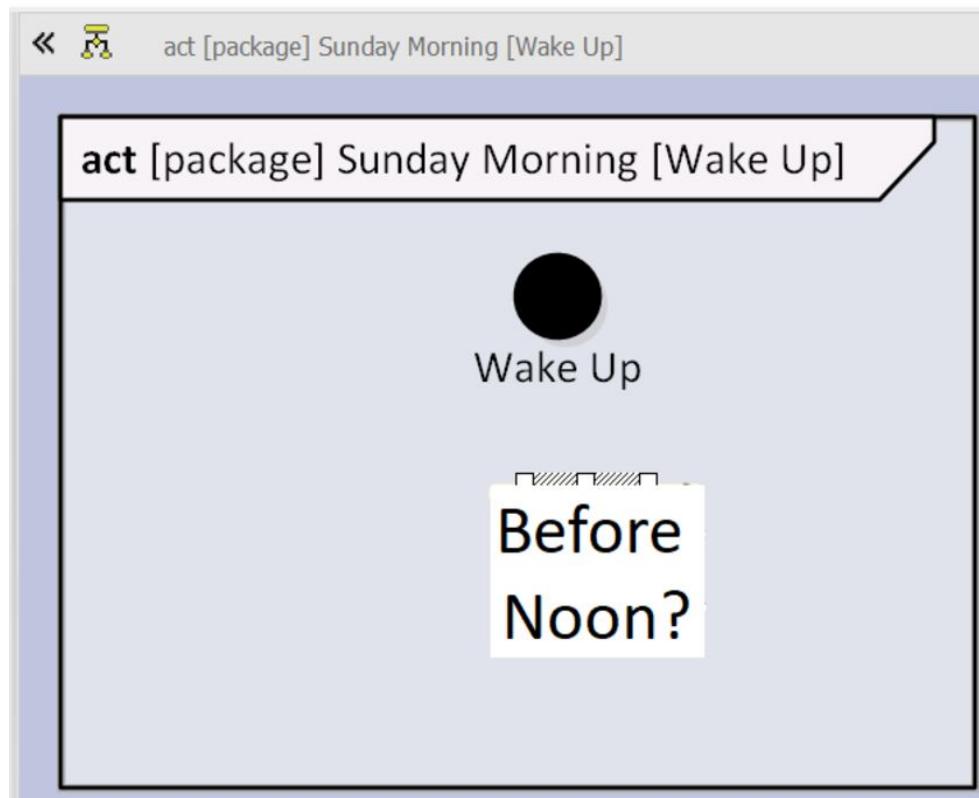 act [package] Sunday Morning [Wake Up]
act [package] Sunday Morning [Wake Up]
Wake Up
Before
Noon?